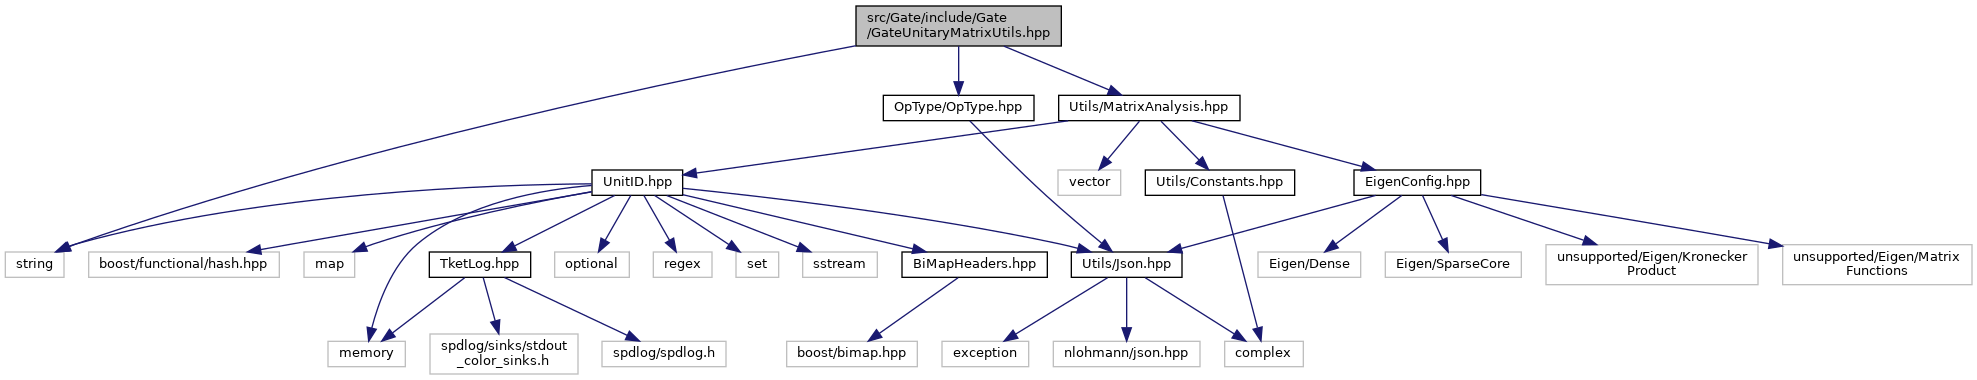 src/Gate/include/Gate
/GateUnitaryMatrixUtils.hpp
OpType/OpType.hpp
Utils/MatrixAnalysis.hpp
UnitID.hpp
vector
Utils/Constants.hpp
EigenConfig.hpp
string
boost/functional/hash.hpp
map
TketLog.hpp
optional
regex
set
sstream
BiMapHeaders.hpp
Utils/Json.hpp
Eigen/Dense
Eigen/SparseCore
unsupported/Eigen/Kronecker
Product
unsupported/Eigen/Matrix
Functions
memory
spdlog/sinks/stdout
_color_sinks.h
spdlog/spdlog.h
boost/bimap.hpp
exception
nlohmann/json.hpp
complex